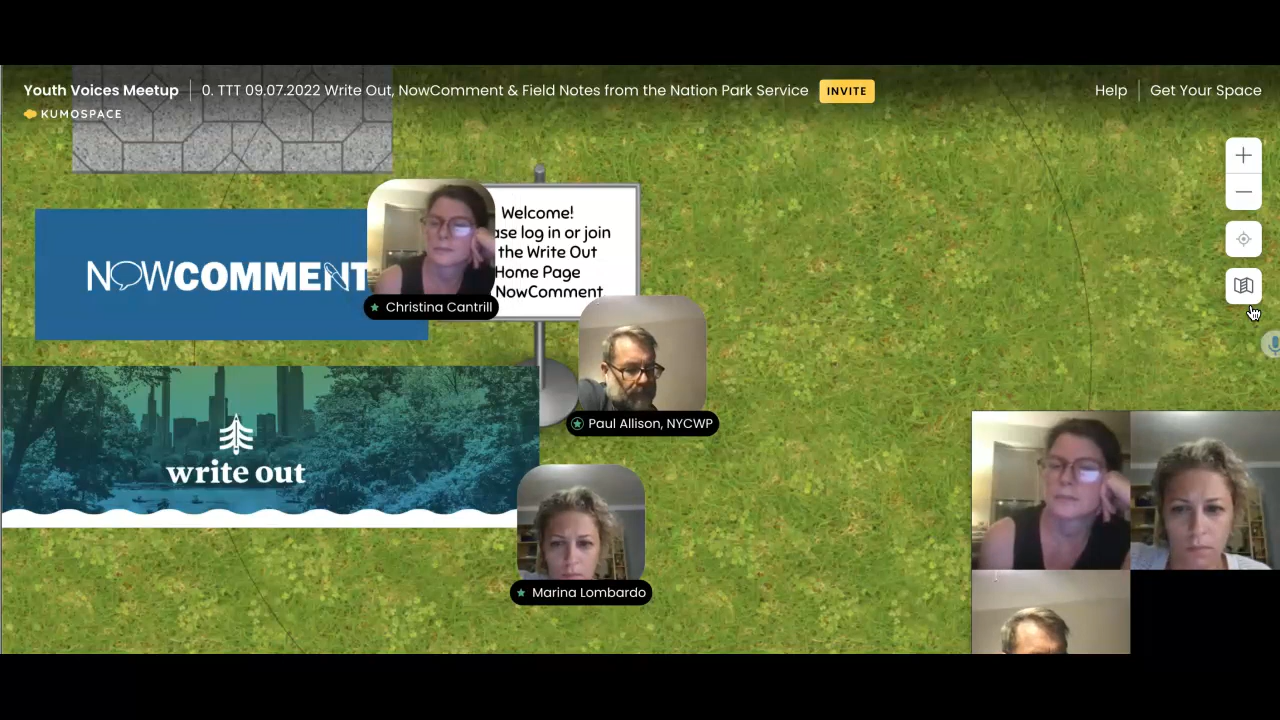 Youth Voices Meetup
0. TTT 09.07.2022 Write Out, NowComment & Field Notes from the Nation Park Service
INVITE
Help
Get Your Space
KUMOSPACE
NOWCOMMENT
Welcome!
log in or join
the Write Out
Home Page
NowComment
Christina Cantrill
Paul Allison, NYCWP
write out
Marina Lombardo